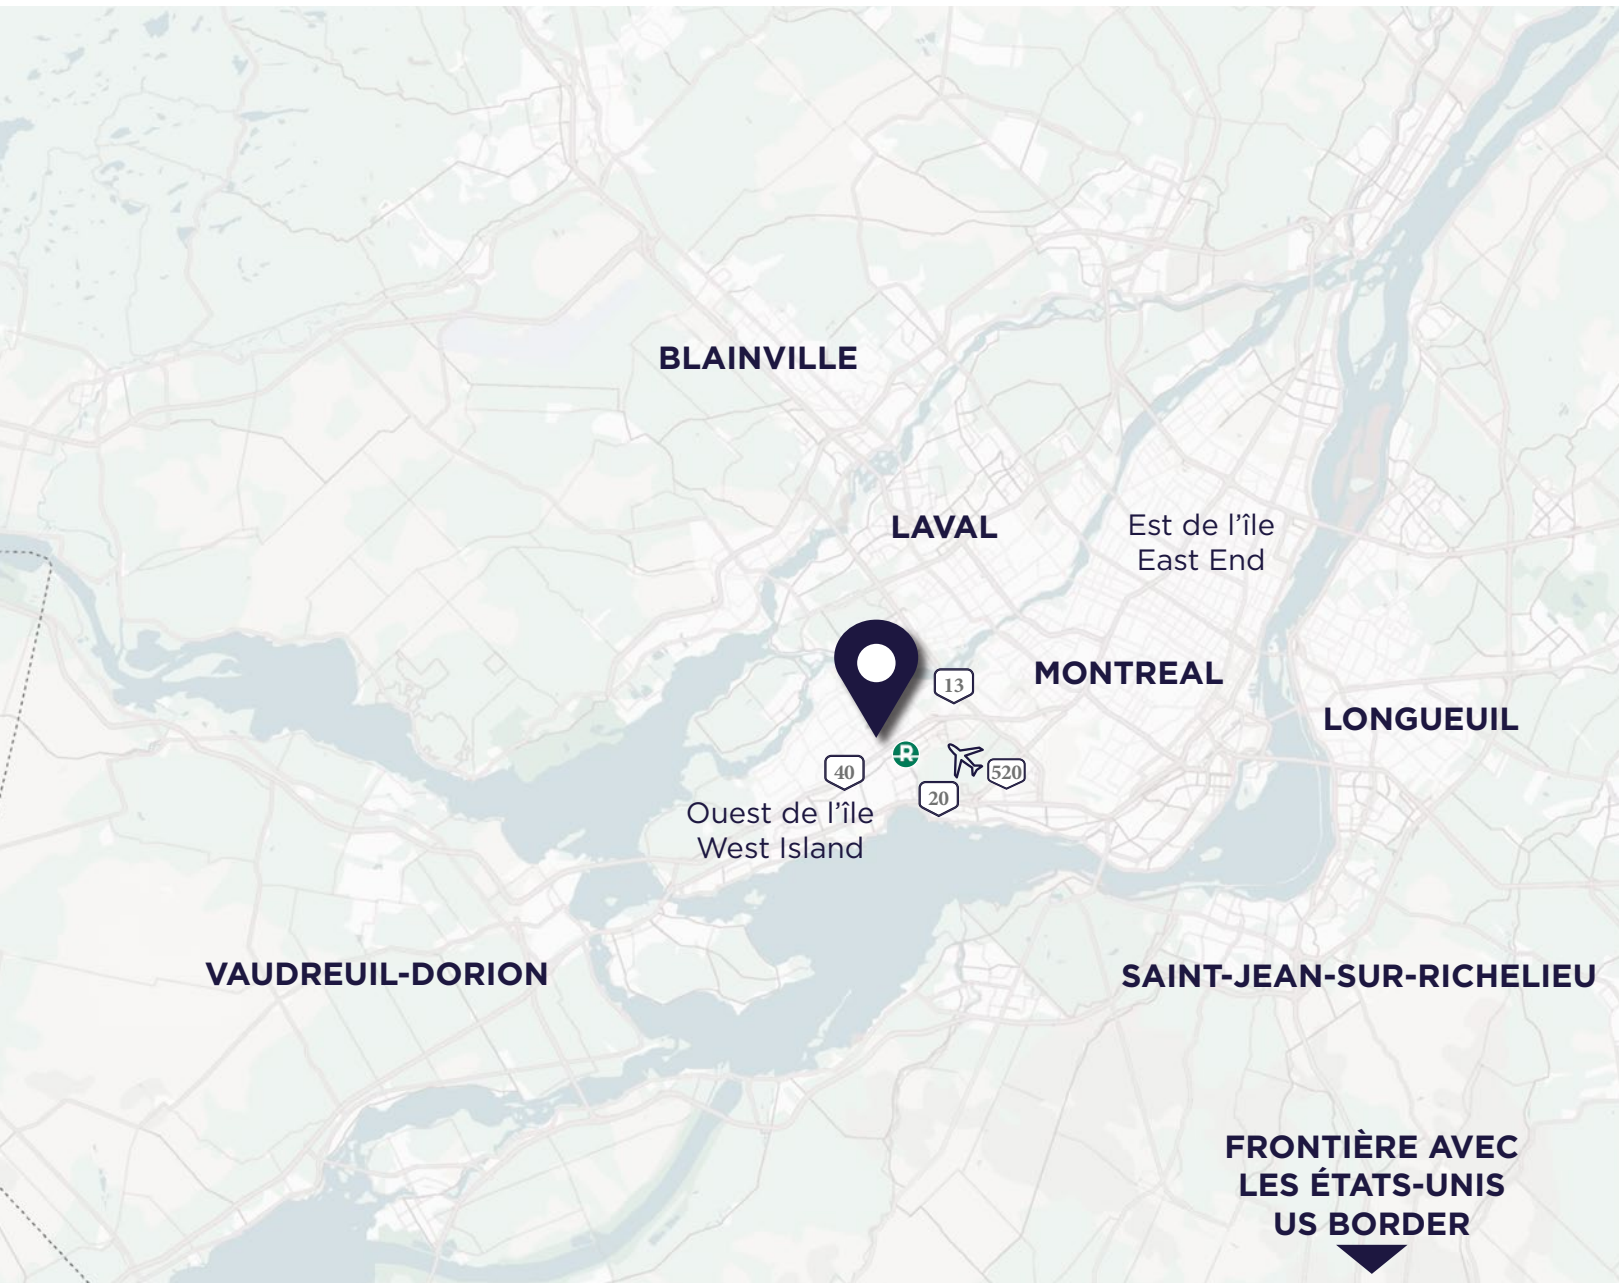 BLAINVILLE
LAVAL
Est de l'île
East End
13
MONTREAL
LONGUEUIL
R
40
520
20
Ouest de l'île
West Island
VAUDREUIL-DORION
SAINT-JEAN-SUR-RICHELIEU
FRONTIÈRE AVEC
LES ÉTATS-UNIS
US BORDER